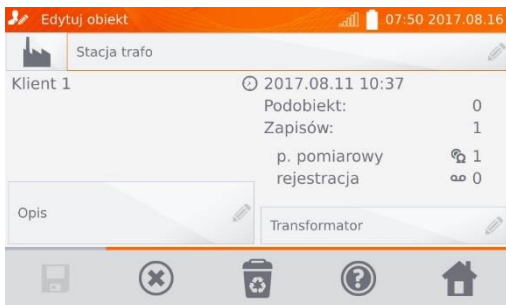 Edytuj obiekt 07:50 2017.08.16
Stacja trafo
Klient 1 2017.08.11 10:37
Podobiekt: 0
Zapisów: 1
p. pomiarowy 1
rejestracja 0
Opis
Transformator